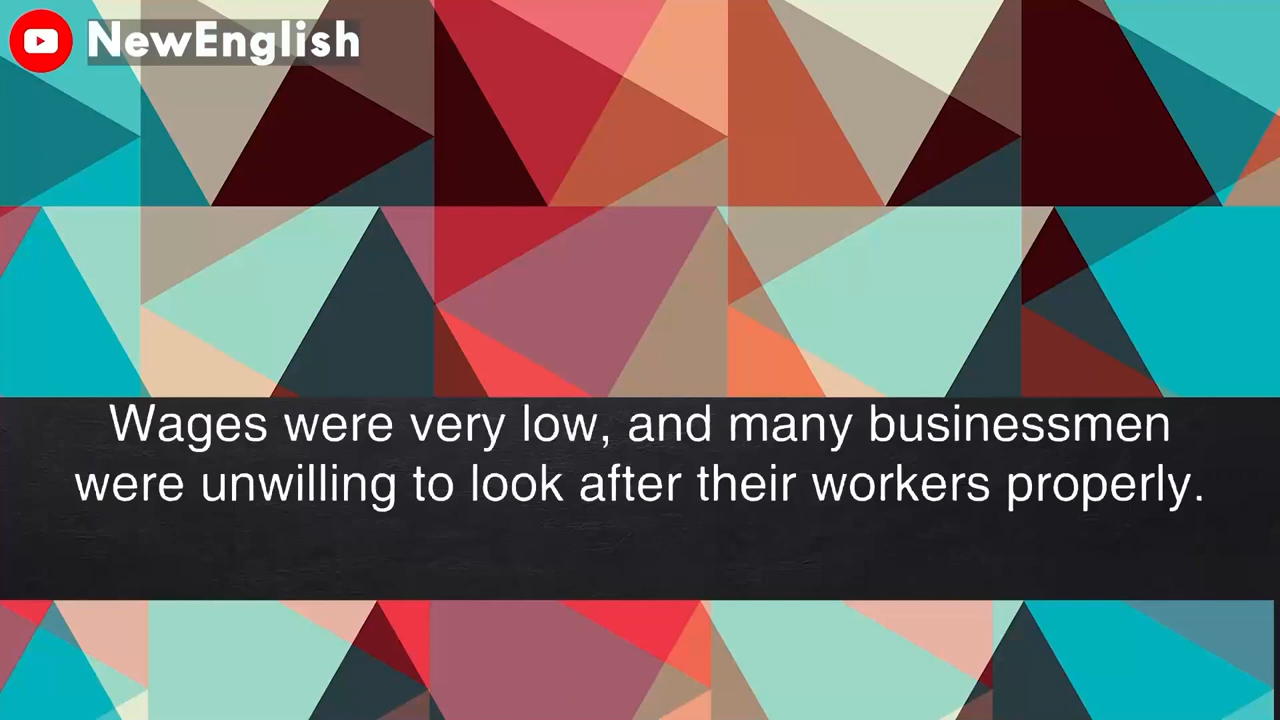 NewEnglish
Wages were very low, and many businessmen
were unwilling to look after their workers properly.